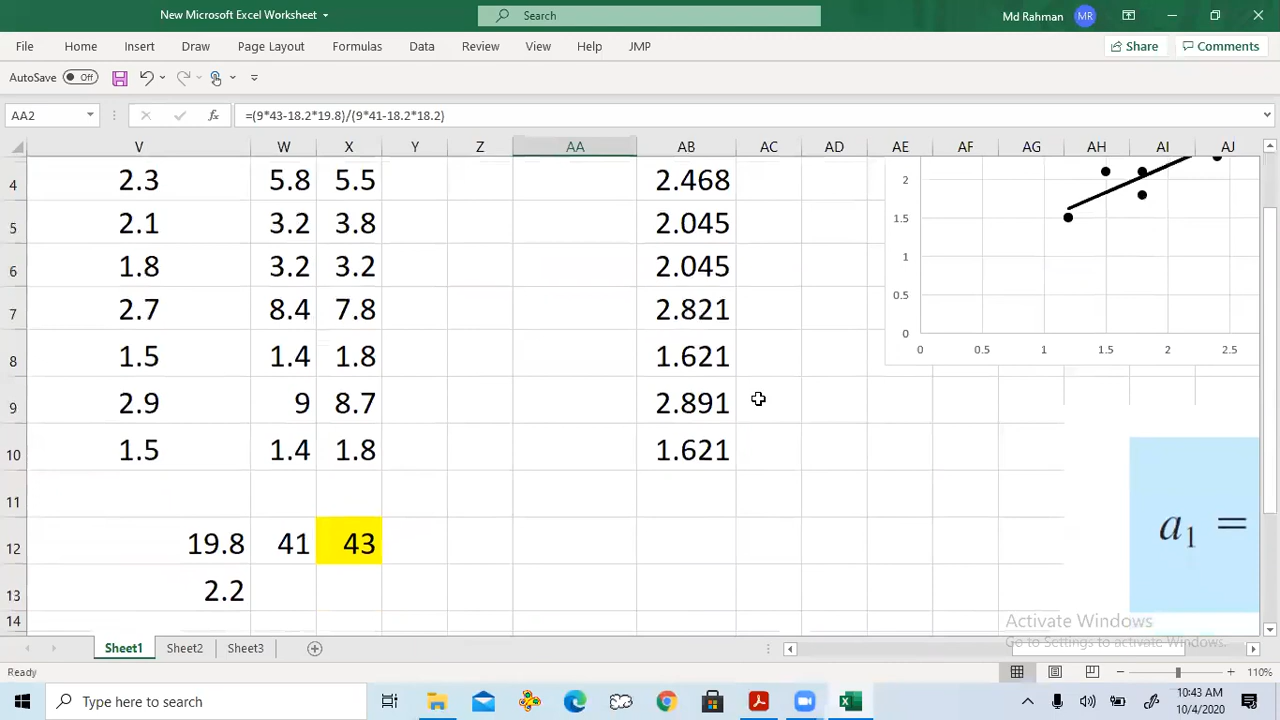 New Microsoft Excel Worksheet
Search
Md Rahman
MR
File Home Insert Draw Page Layout Formulas Data Review View Help JMP
Share
Comments
AutoSave Off
AA2
fx
=(9*43-18.2*19.8)/(9*41-18.2*18.2)
V W X Y Z AA AB AC AD AE AF AG AH AI AJ
4 2.3 5.8 5.5 2.468
5 2.1 3.2 3.8 2.045
6 1.8 3.2 3.2 2.045
7 2.7 8.4 7.8 2.821
8 1.5 1.4 1.8 1.621
9 2.9 9 8.7 2.891
10 1.5 1.4 1.8 1.621
11
12 19.8 41 43
13 2.2
14
2
1.5
1
0.5
0
0 0.5 1 1.5 2 2.5
a1 =
Activate Windows
Go to Settings to activate Windows.
Sheet1 Sheet2 Sheet3
Ready
110%
Type here to search
10:43 AM
10/4/2020